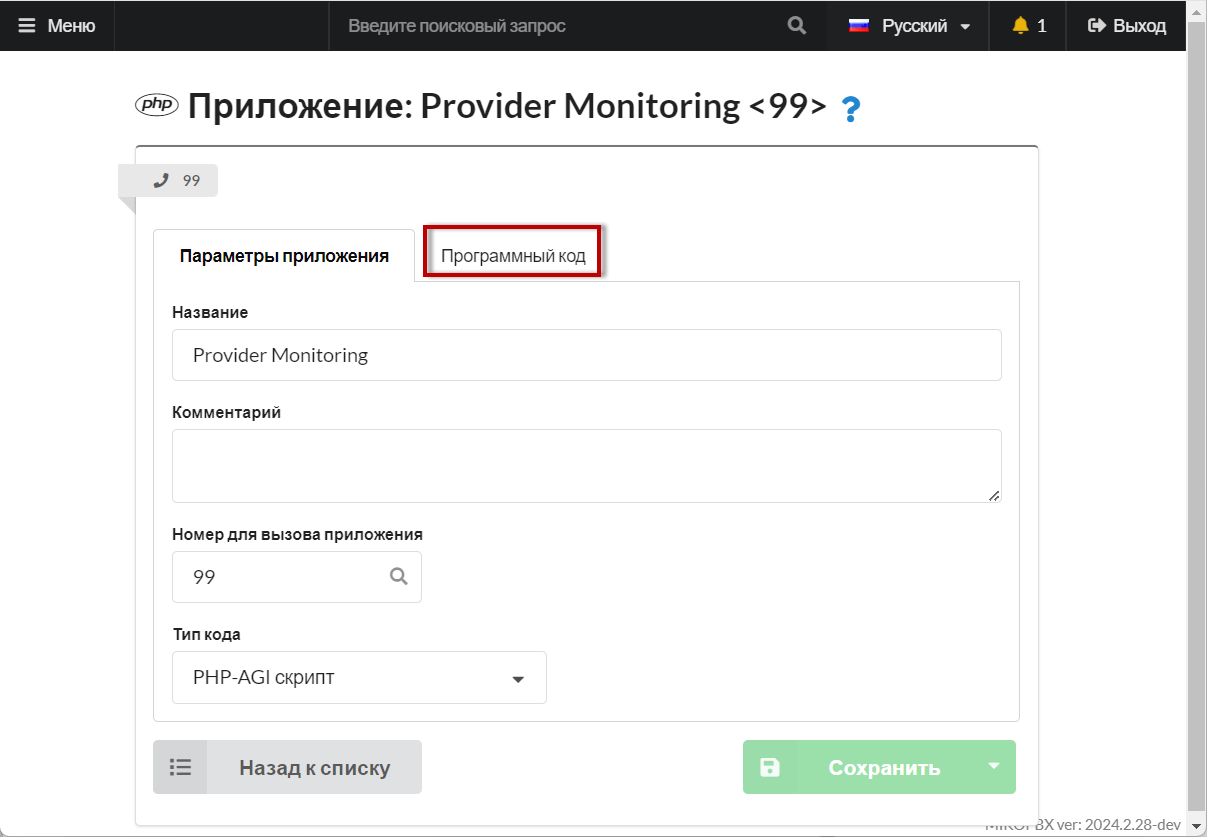 Меню
Введите поисковый запрос
Русский
1
Выход
php Приложение: Provider Monitoring <99> ?
99
Параметры приложения
Программный код
Название
Provider Monitoring
Комментарий
Номер для вызова приложения
99
Тип кода
PHP-AGI скрипт
Назад к списку
Сохранить
ver: 2024.2.28-dev